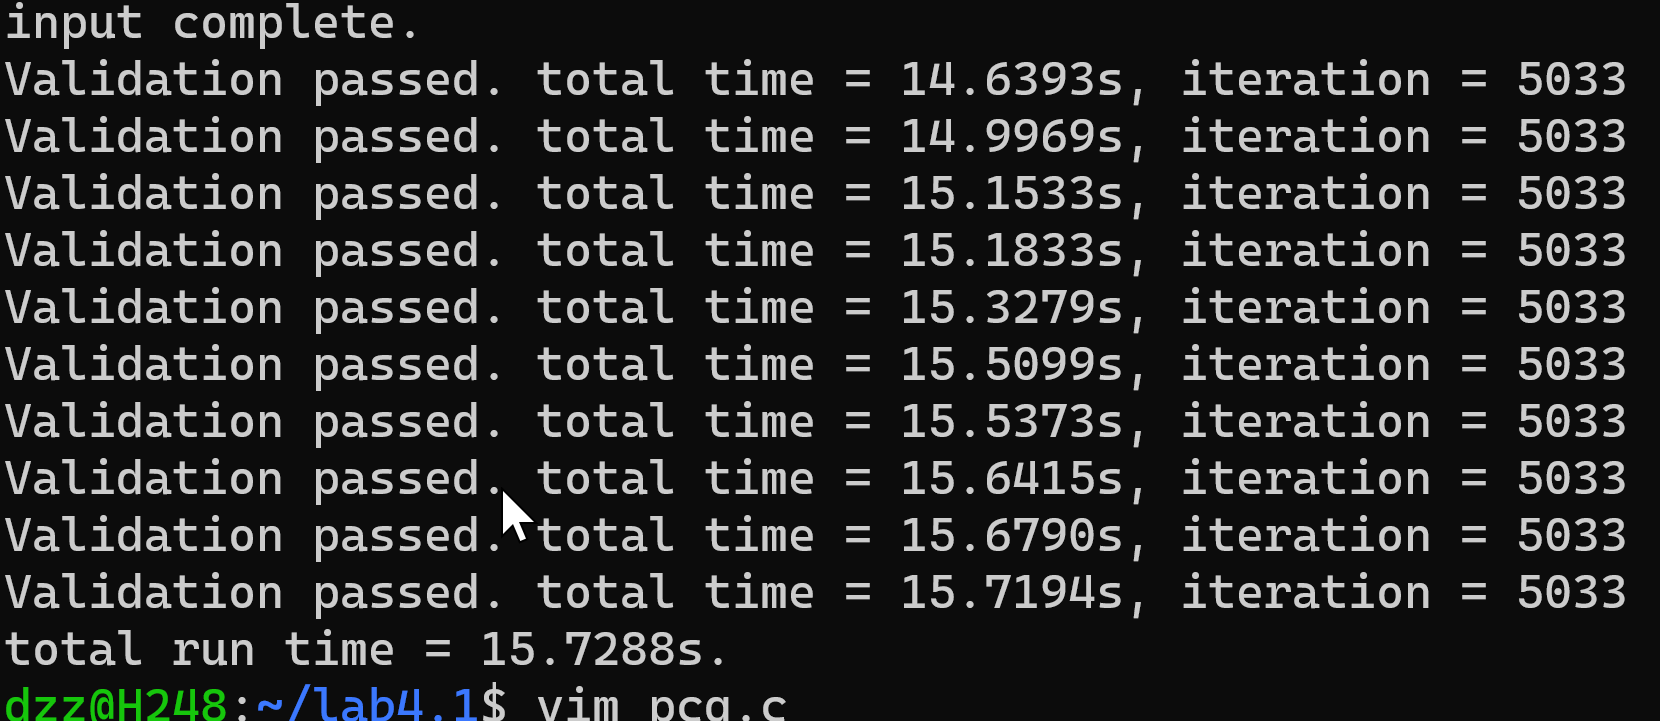 input complete.
Validation passed. total time = 14.6393s, iteration = 5033
Validation passed. total time = 14.9969s, iteration = 5033
Validation passed. total time = 15.1533s, iteration = 5033
Validation passed. total time = 15.1833s, iteration = 5033
Validation passed. total time = 15.3279s, iteration = 5033
Validation passed. total time = 15.5099s, iteration = 5033
Validation passed. total time = 15.5373s, iteration = 5033
Validation passed. total time = 15.6415s, iteration = 5033
Validation passed. total time = 15.6790s, iteration = 5033
Validation passed. total time = 15.7194s, iteration = 5033
total run time = 15.7288s.
dzz@H248:~/lab4.1$ vim pcg.c